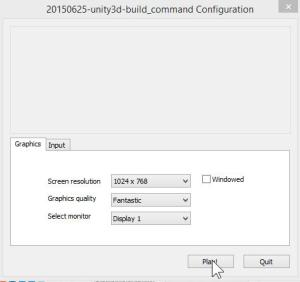 20150625-unity3d-build_command Configuration
Graphics Input
Screen resolution 1024 x 768 Windowed
Graphics quality Fantastic
Select monitor Display 1
Play! Quit